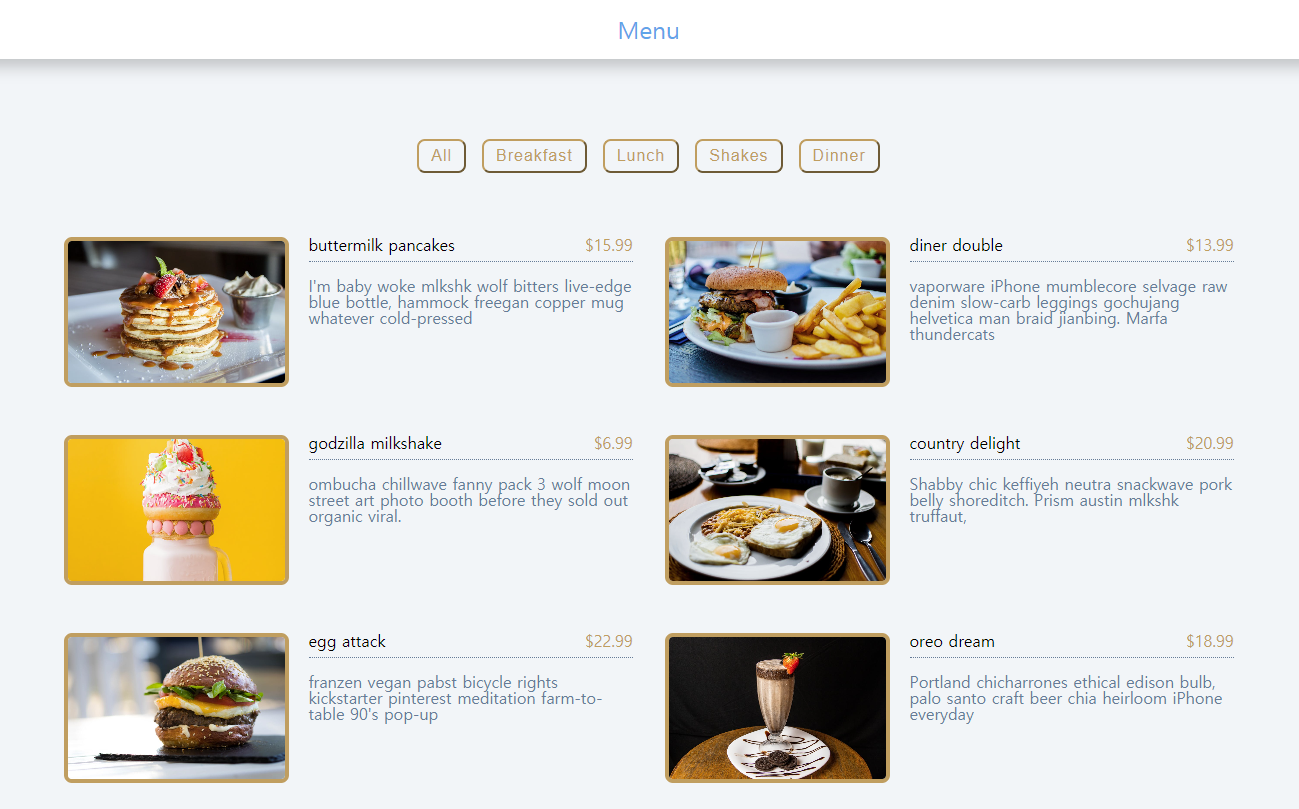 Menu
All
Breakfast
Lunch
Shakes
Dinner
buttermilk pancakes $15.99
I'm baby woke mlkshk wolf bitters live-edge
blue bottle, hammock freegan copper mug
whatever cold-pressed
diner double $13.99
vaporware iPhone mumblecore selvage raw
denim slow-carb leggings gochujang
helvetica man braid jianbing. Marfa
thundercats
godzilla milkshake $6.99
ombucha chillwave fanny pack 3 wolf moon
street art photo booth before they sold out
organic viral.
country delight $20.99
Shabby chic keffiyeh neutra snackwave pork
belly shoreditch. Prism austin mlkshk
truffaut,
egg attack $22.99
franzen vegan pabst bicycle rights
kickstarter pinterest meditation farm-to-
table 90's pop-up
oreo dream $18.99
Portland chicharrones ethical edison bulb,
palo santo craft beer chia heirloom iPhone
everyday